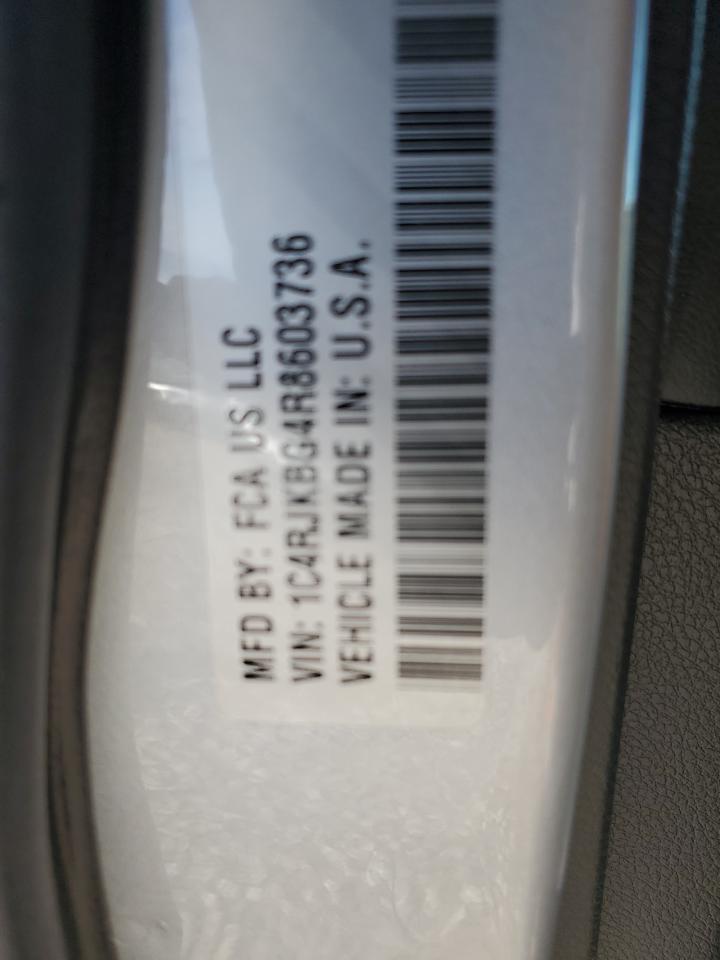 MFD BY: FCA US LLC
VIN: 1C4RJKBG4R8603736
VEHICLE MADE IN: U.S.A.